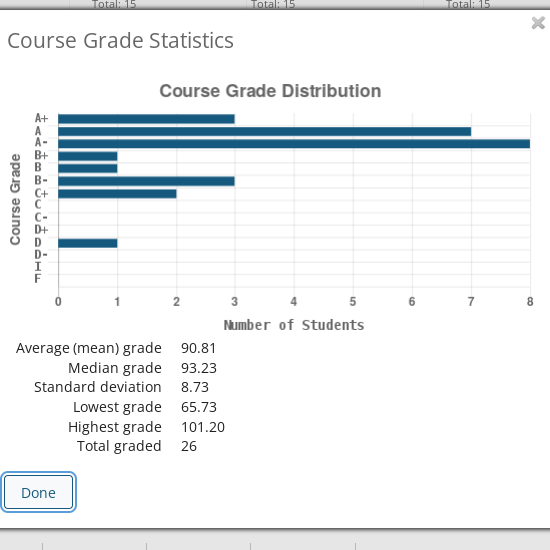 Total: 15 Total: 15 Total: 15
Course Grade Statistics
Course Grade Distribution
Course Grade
A+
A
A-
B+
B
B-
C+
C
C-
D+
D
D-
I
F
0 1 2 3 4 5 6 7 8
Number of Students
Average (mean) grade 90.81
Median grade 93.23
Standard deviation 8.73
Lowest grade 65.73
Highest grade 101.20
Total graded 26
Done